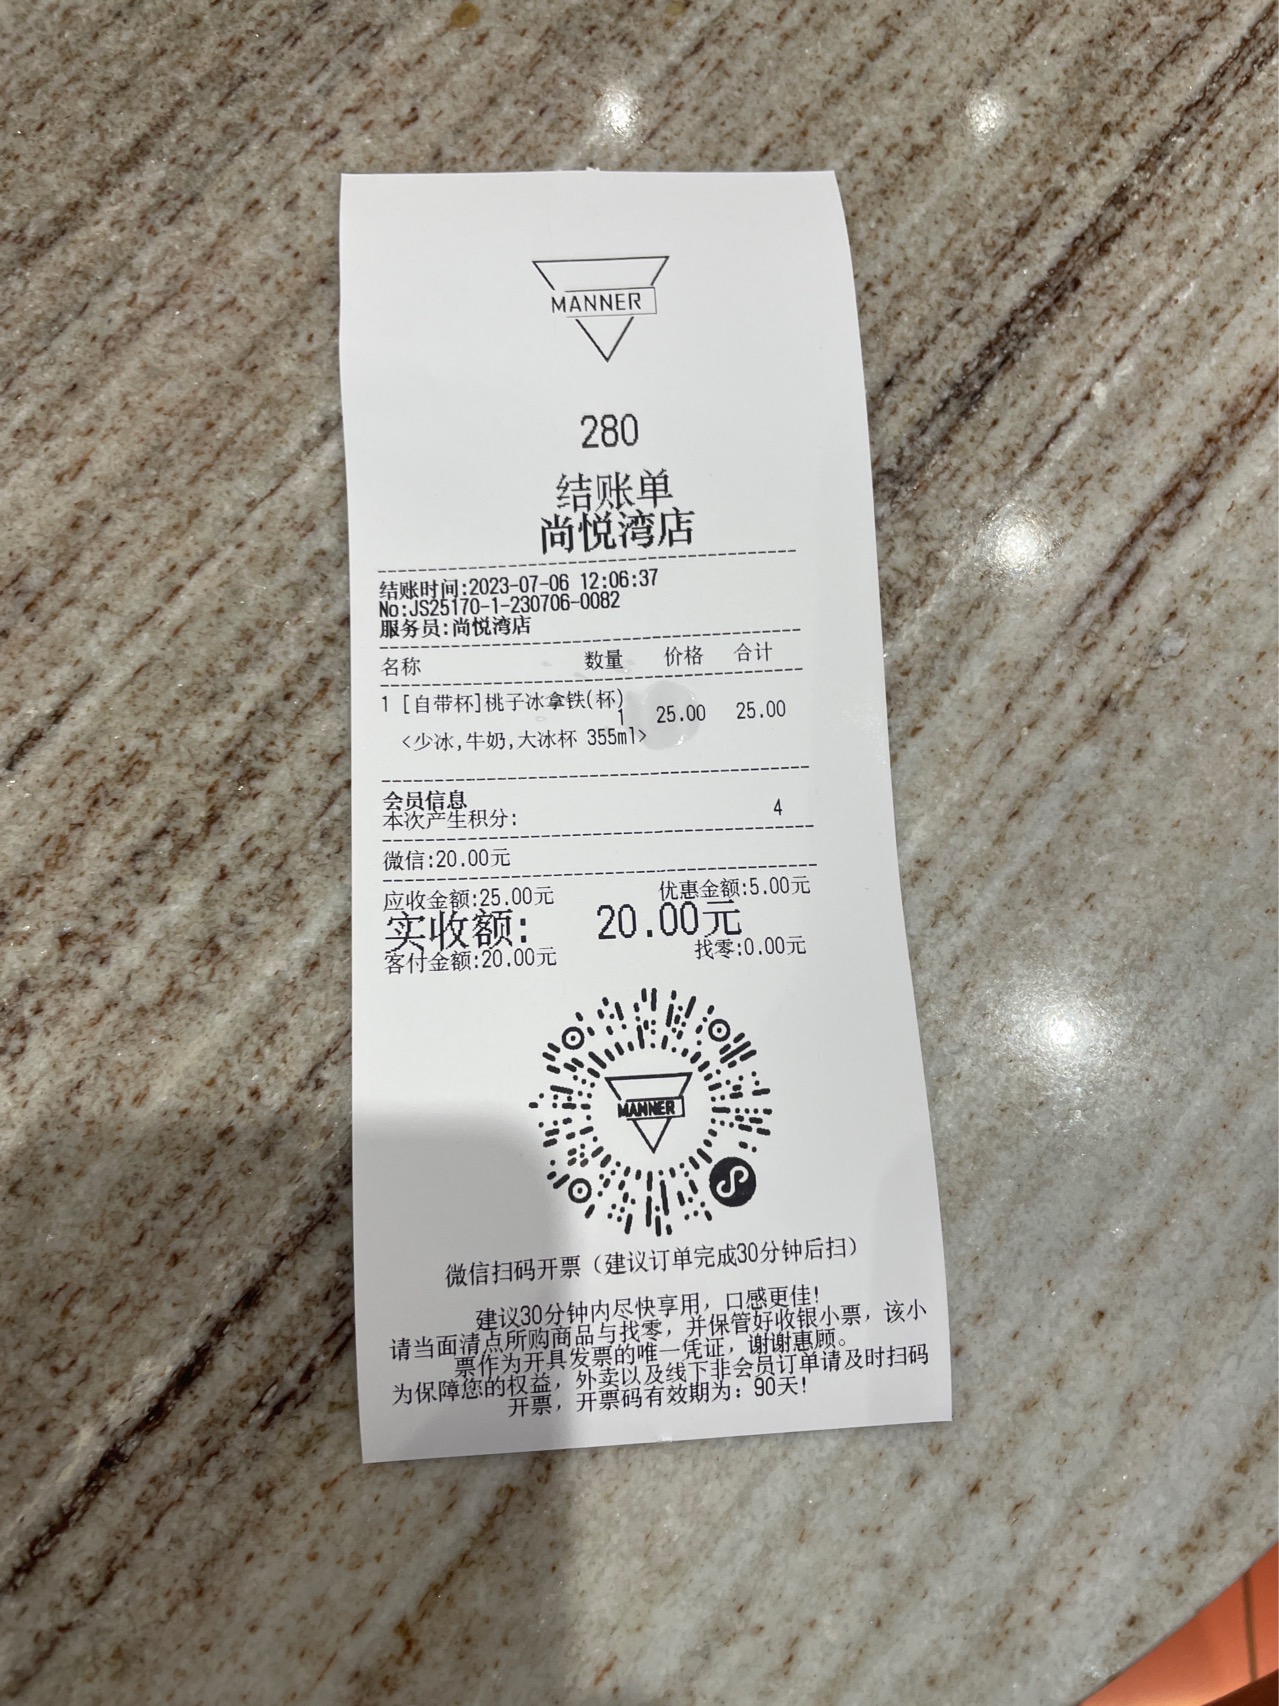 MANNER
280
结账单
尚悦湾店
结账时间:2023-07-06 12:06:37
No:JS25170-1-230706-0082
服务员:尚悦湾店
名称 数量 价格 合计
1 [自带杯]桃子冰拿铁(杯)
1 25.00 25.00
<少冰,牛奶,大冰杯 355ml>
会员信息
本次产生积分: 4
微信:20.00元
应收金额:25.00元 优惠金额:5.00元
实收额: 20.00元
客付金额:20.00元 找零:0.00元
MANNER
微信扫码开票（建议订单完成30分钟后扫）
建议30分钟内尽快享用，口感更佳!
请当面清点所购商品与找零，并保管好收银小票，该小
票作为开具发票的唯一凭证，谢谢惠顾。
为保障您的权益，外卖以及线下非会员订单请及时扫码
开票，开票码有效期为：90天!